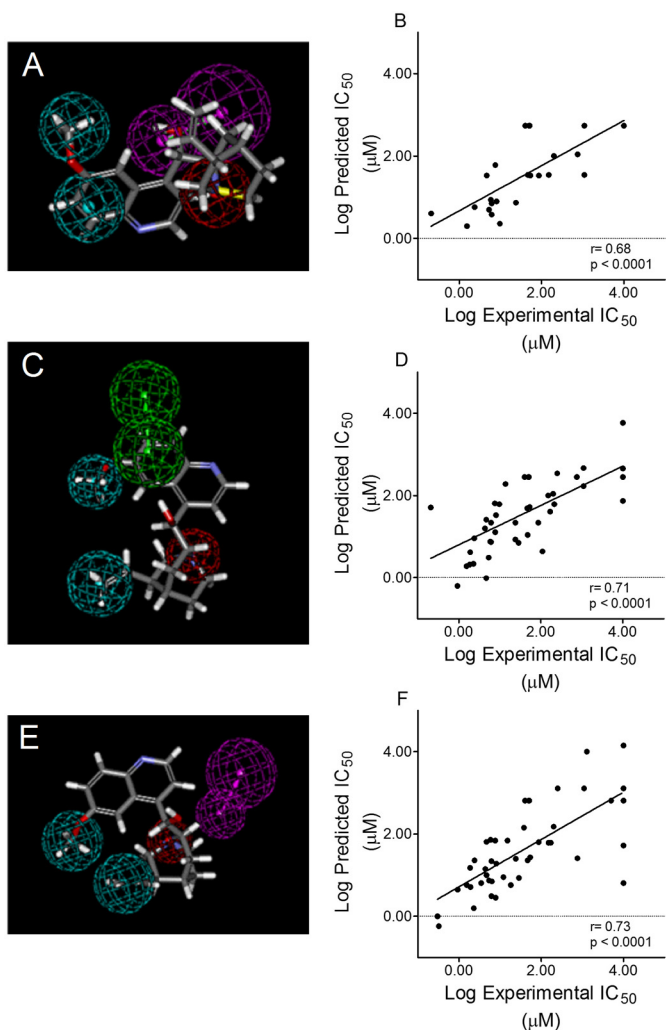 A
B
4.00
2.00
0.00
Log Predicted IC50
(μM)
r= 0.68
p < 0.0001
0.00 2.00 4.00
Log Experimental IC50
(μM)
C
D
4.00
2.00
0.00
Log Predicted IC50
(μM)
r= 0.71
p < 0.0001
0.00 2.00 4.00
Log Experimental IC50
(μM)
E
F
4.00
2.00
0.00
Log Predicted IC50
(μM)
r= 0.73
p < 0.0001
0.00 2.00 4.00
Log Experimental IC50
(μM)